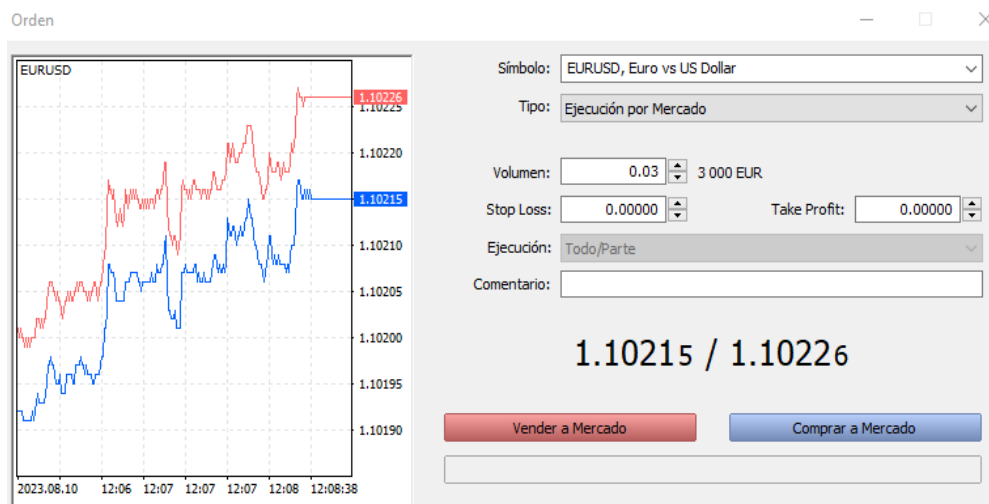 Orden
EURUSD
1.10226
1.10225
1.10220
1.10215
1.10210
1.10205
1.10200
1.10195
1.10190
2023.08.10 12:06 12:07 12:07 12:07 12:08 12:08:38
Símbolo: EURUSD, Euro vs US Dollar
Tipo: Ejecución por Mercado
Volumen: 0.03 3 000 EUR
Stop Loss: 0.00000 Take Profit: 0.00000
Ejecución: Todo/Parte
Comentario:
1.10215 / 1.10226
Vender a Mercado Comprar a Mercado